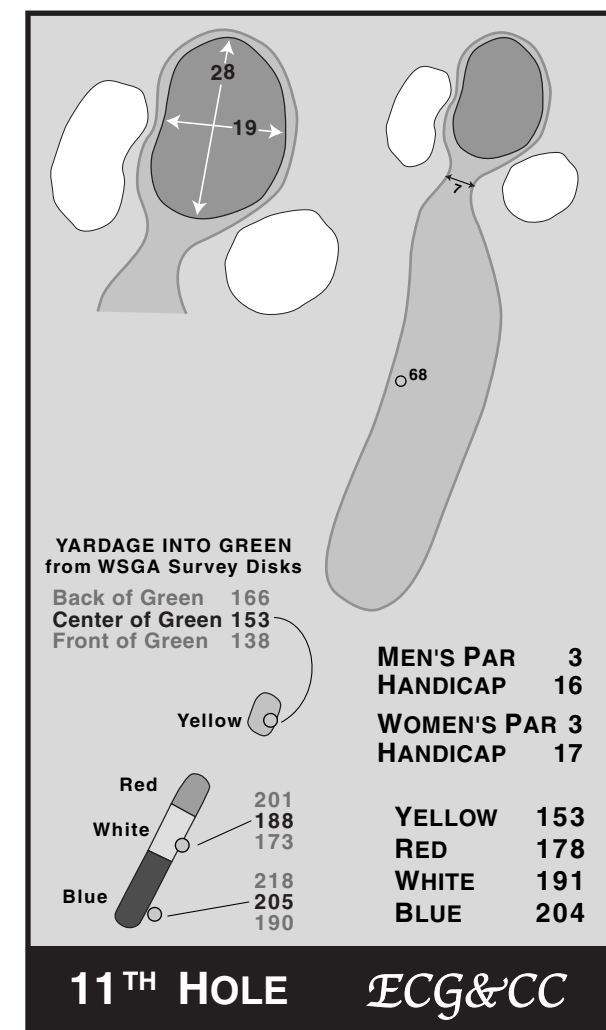 28
19
7
68
YARDAGE INTO GREEN
from WSGA Survey Disks
Back of Green 166
Center of Green 153
Front of Green 138
Yellow
Red
White
Blue
201
188
173
218
205
190
MEN'S PAR 3
HANDICAP 16
WOMEN'S PAR 3
HANDICAP 17
YELLOW 153
RED 178
WHITE 191
BLUE 204
11TH HOLE ECG&CC